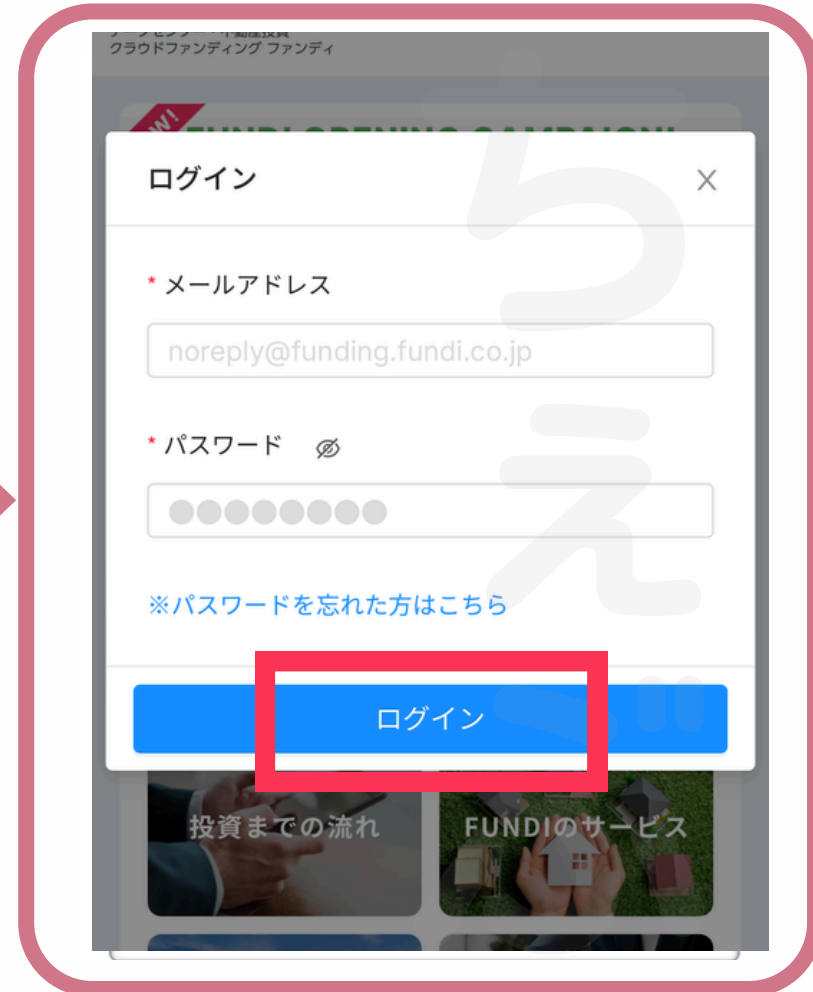 クラウドファンディング ファンディ
FUNDI OPENING CAMPAIGN!
ログイン
* メールアドレス
noreply@funding.fundi.co.jp
* パスワード
●●●●●●●●
※パスワードを忘れた方はこちら
ログイン
投資までの流れ
FUNDIのサービス